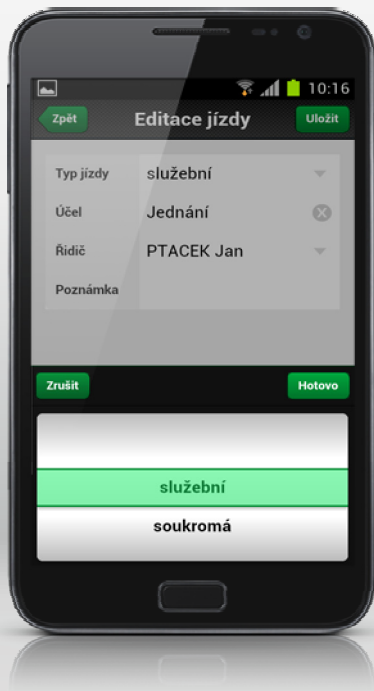 10:16
Zpět Editace jízdy Uložit
Typ jízdy služební
Účel Jednání
Řidič PTACEK Jan
Poznámka
Zrušit Hotovo
služební
soukromá